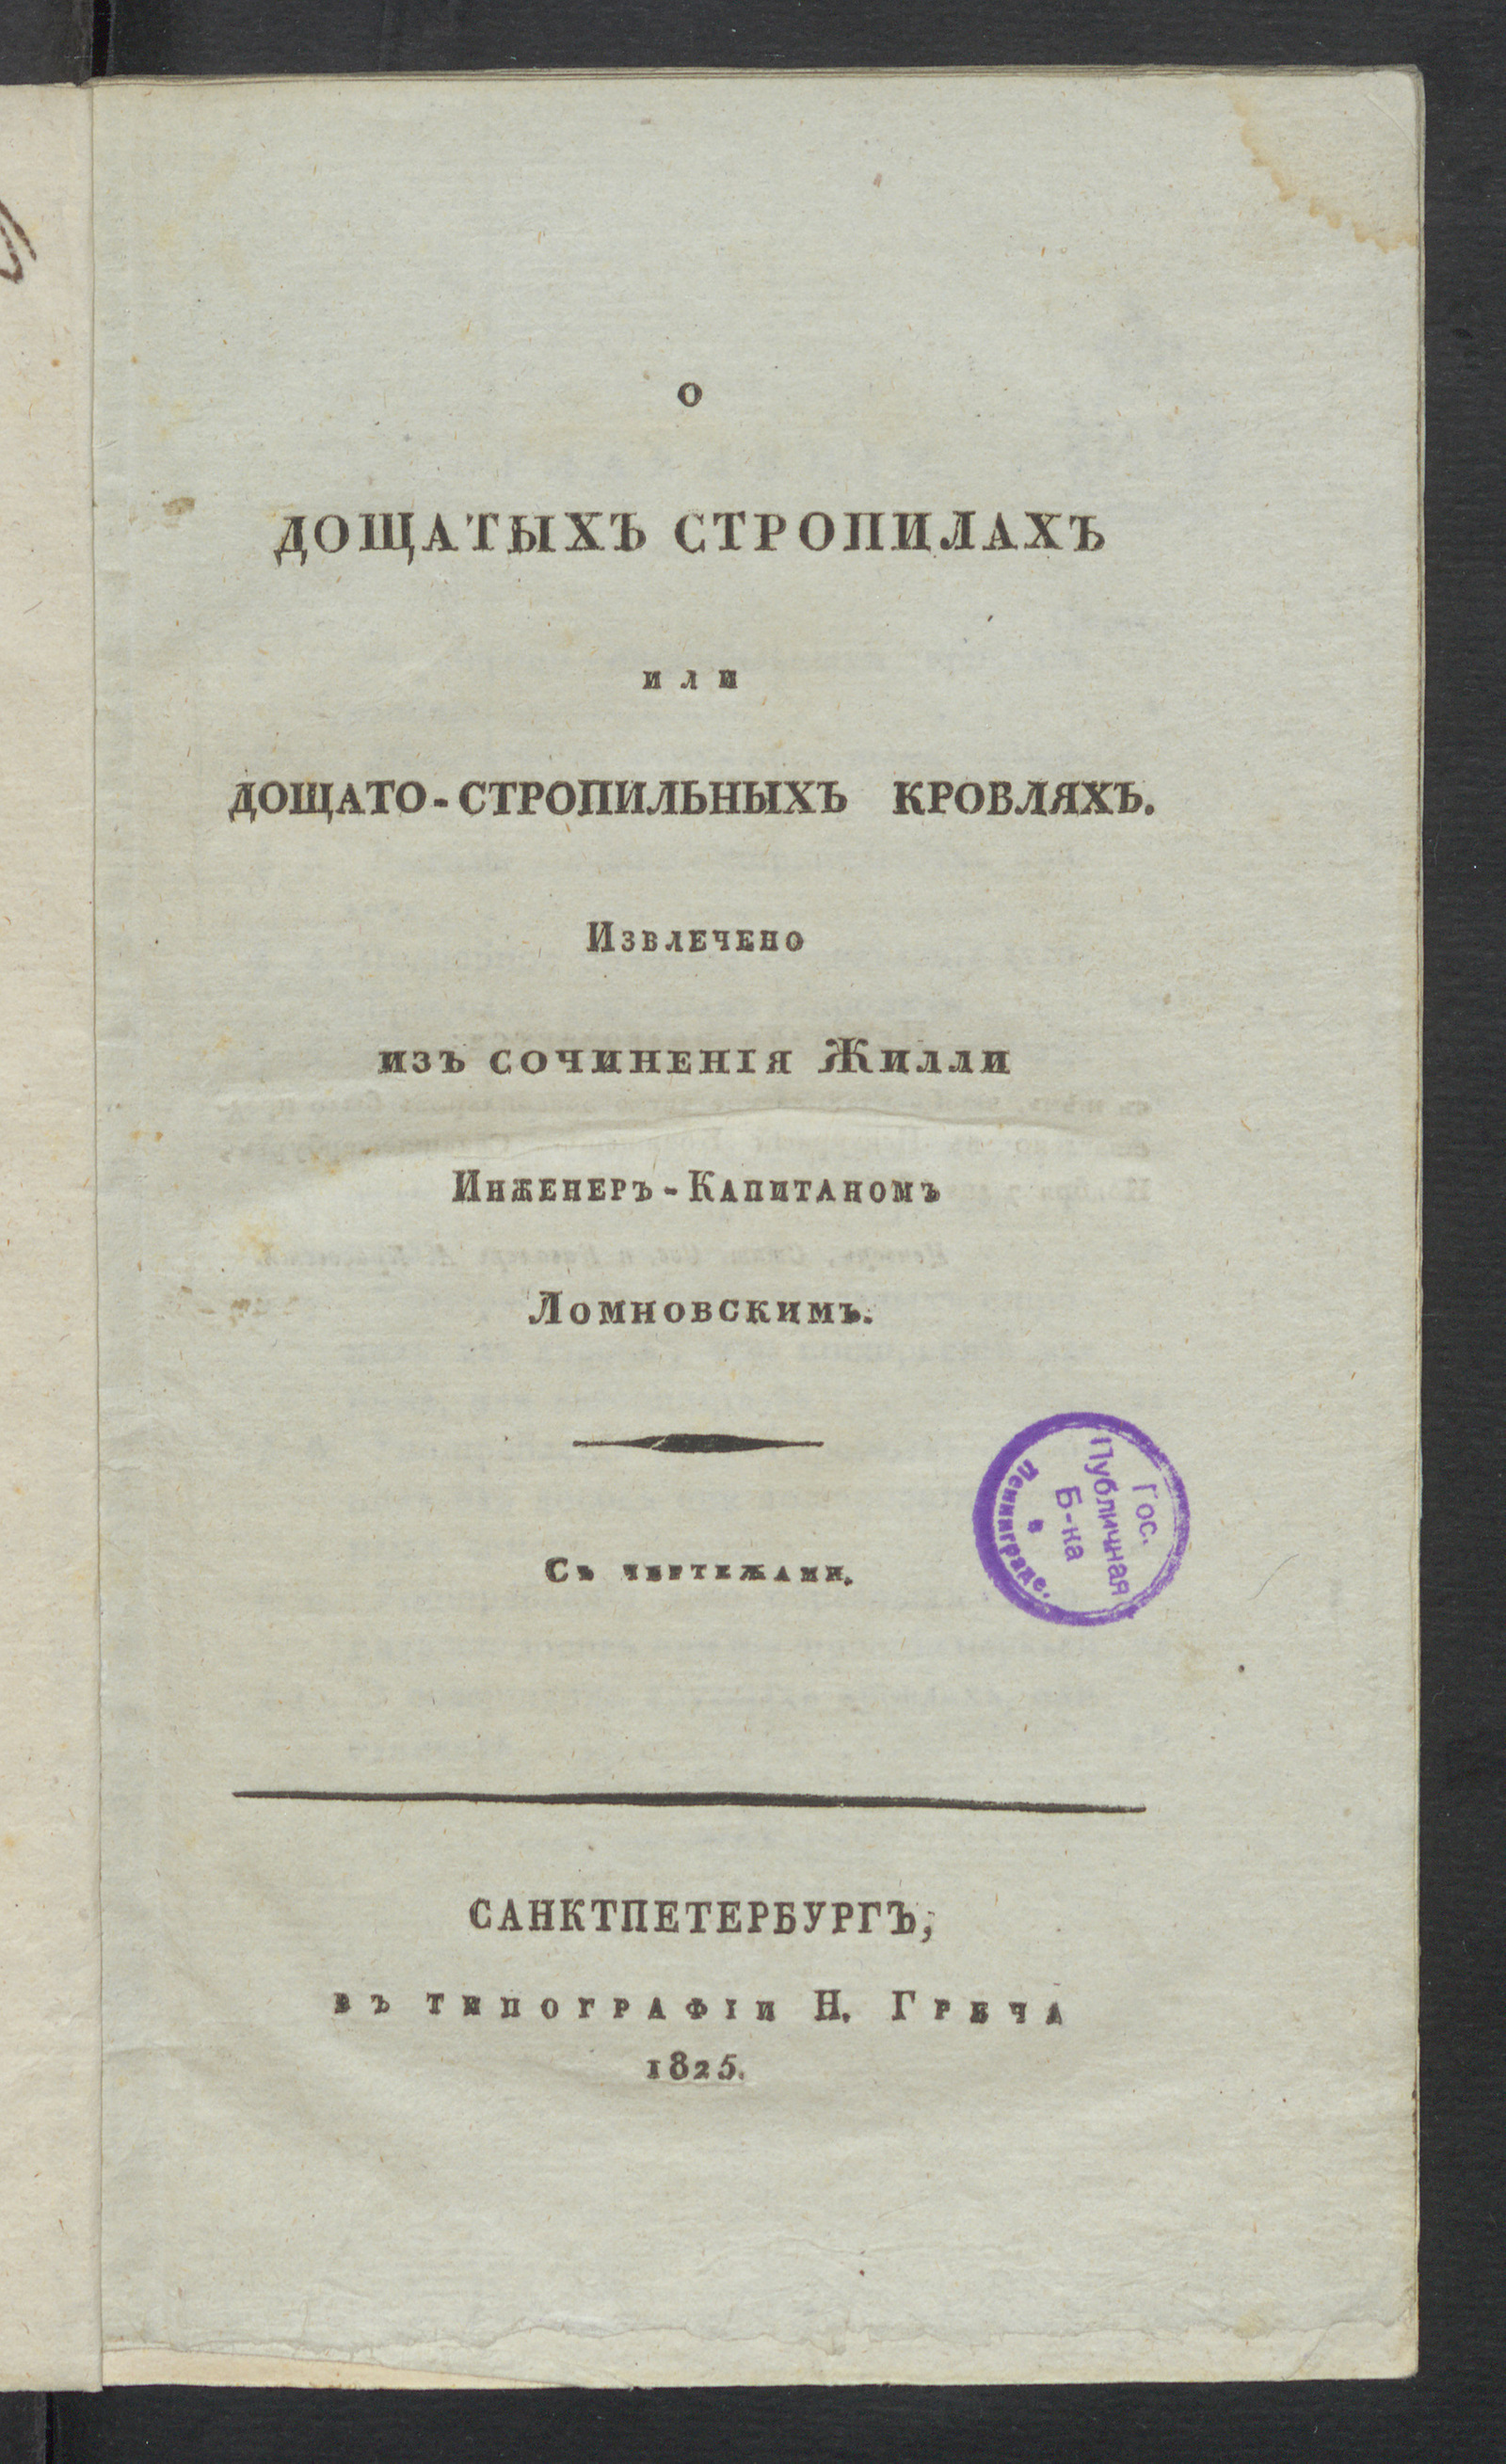 О
ДОЩАТЫХЪ СТРОПИЛАХЪ
или
ДОЩАТО-СТРОПИЛЬНЫХЪ КРОВЛЯХЪ.
Извлечено
изъ сочиненія Жилли
Инженеръ-Капитаномъ
Ломновскимъ.
Съ чертежами.
Гос.
Публичная
Б-ка
в
Ленинграде.
САНКТПЕТЕРБУРГЪ,
въ типографіи Н. Греча
1825.